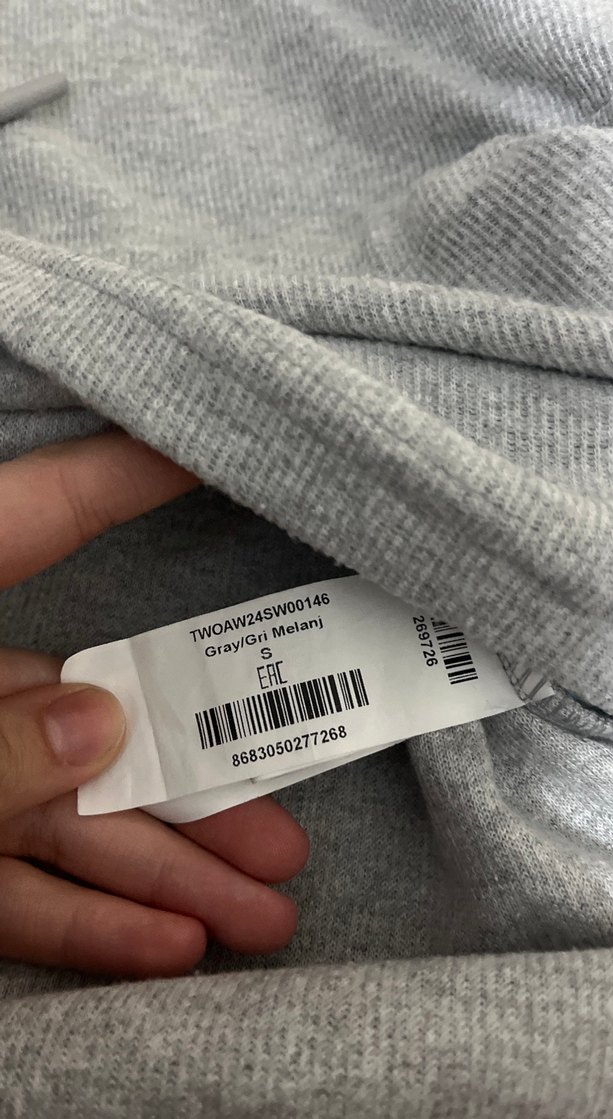 TWOAW24SW00146
Gray/Gri Melanj
S
EAC
8683050277268
269726